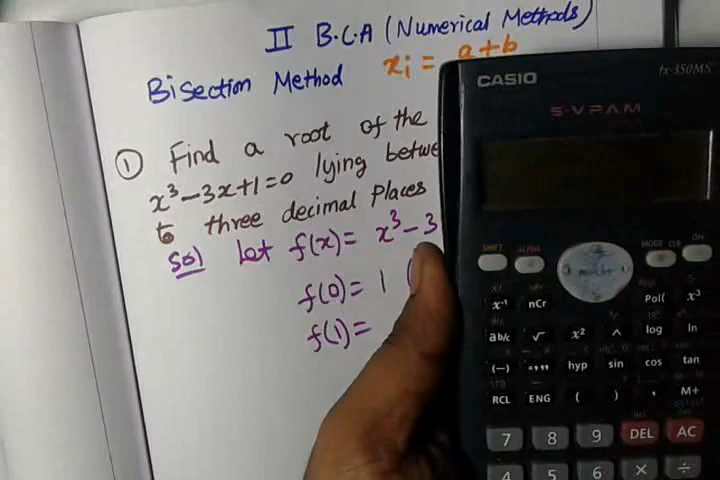 II B.C.A (Numerical Methods)
BiSection Method xi = a+b
① Find a root of the
x³-3x+1=0 lying betwe
to three decimal Places
Sol Let f(x)= x³-3
f(0)= 1 (
f(1)=
CASIO fx-350MS
S-V.P.A.M.
SHIFT ALPHA MODE CLR ON
x⁻¹ nCr Pol( x³
ab/c √ x² ^ log ln
(–) hyp sin cos tan
RCL ENG ( ) , M+
7 8 9 DEL AC
4 5 6 × ÷